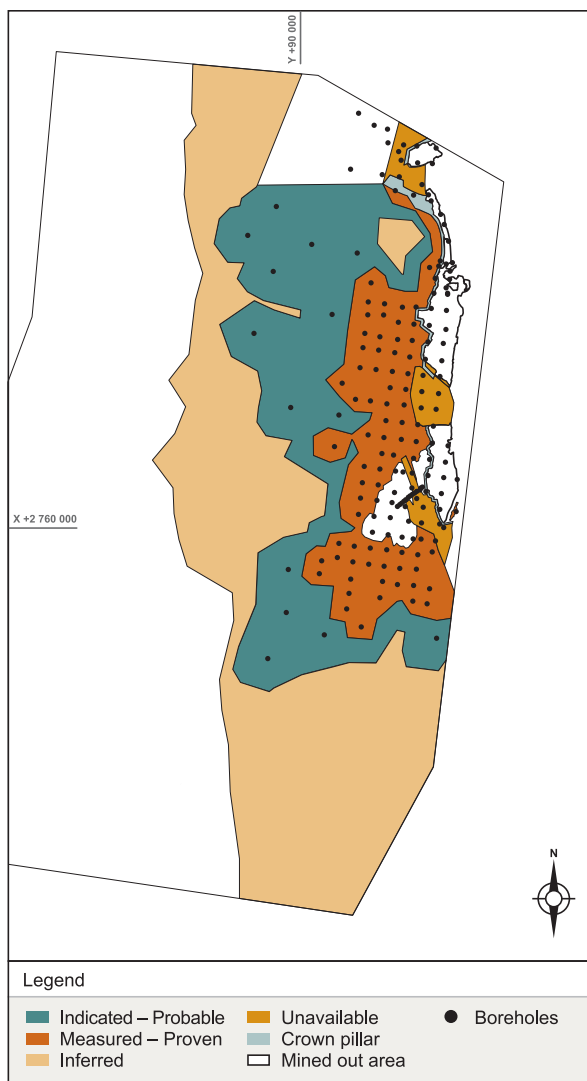 Y +90 000
X +2 760 000
N
Legend
Indicated – Probable
Measured – Proven
Inferred
Unavailable
Crown pillar
Mined out area
Boreholes